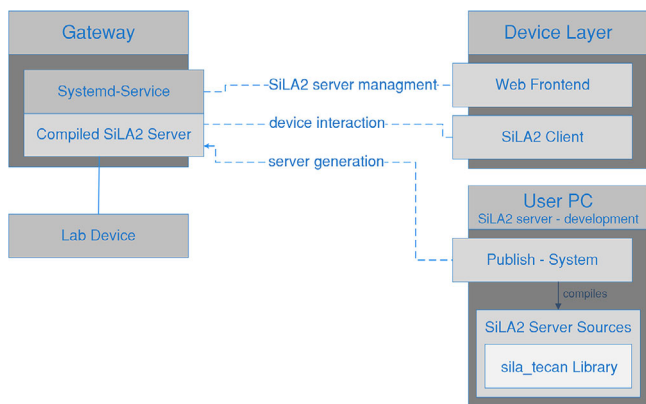 Gateway
Systemd-Service
Compiled SiLA2 Server
Lab Device
SiLA2 server managment
device interaction
server generation
Device Layer
Web Frontend
SiLA2 Client
User PC
SiLA2 server - development
Publish - System
compiles
SiLA2 Server Sources
sila_tecan Library